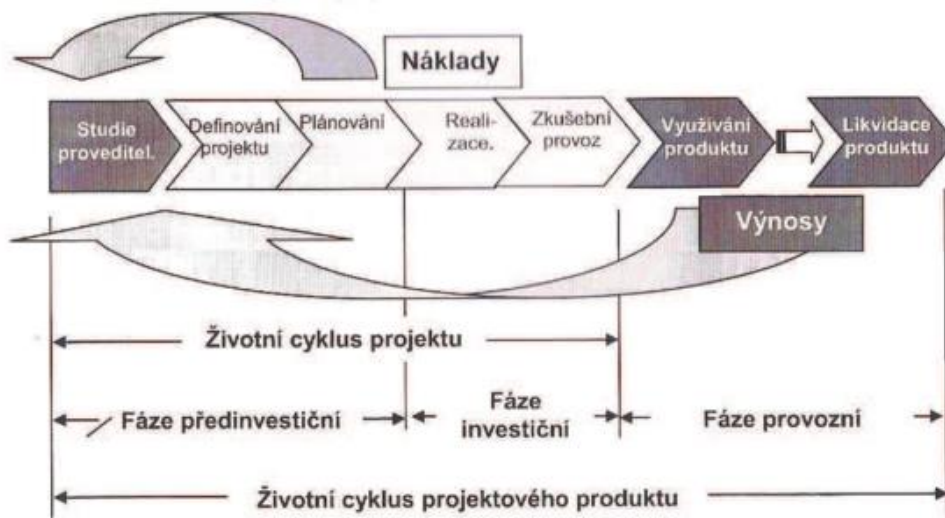 Náklady
Studie
proveditel.
Definování
projektu
Plánování
Reali-
zace.
Zkušební
provoz
Využívání
produktu
Likvidace
produktu
Výnosy
Životní cyklus projektu
Fáze předinvestiční
Fáze
investiční
Fáze provozní
Životní cyklus projektového produktu